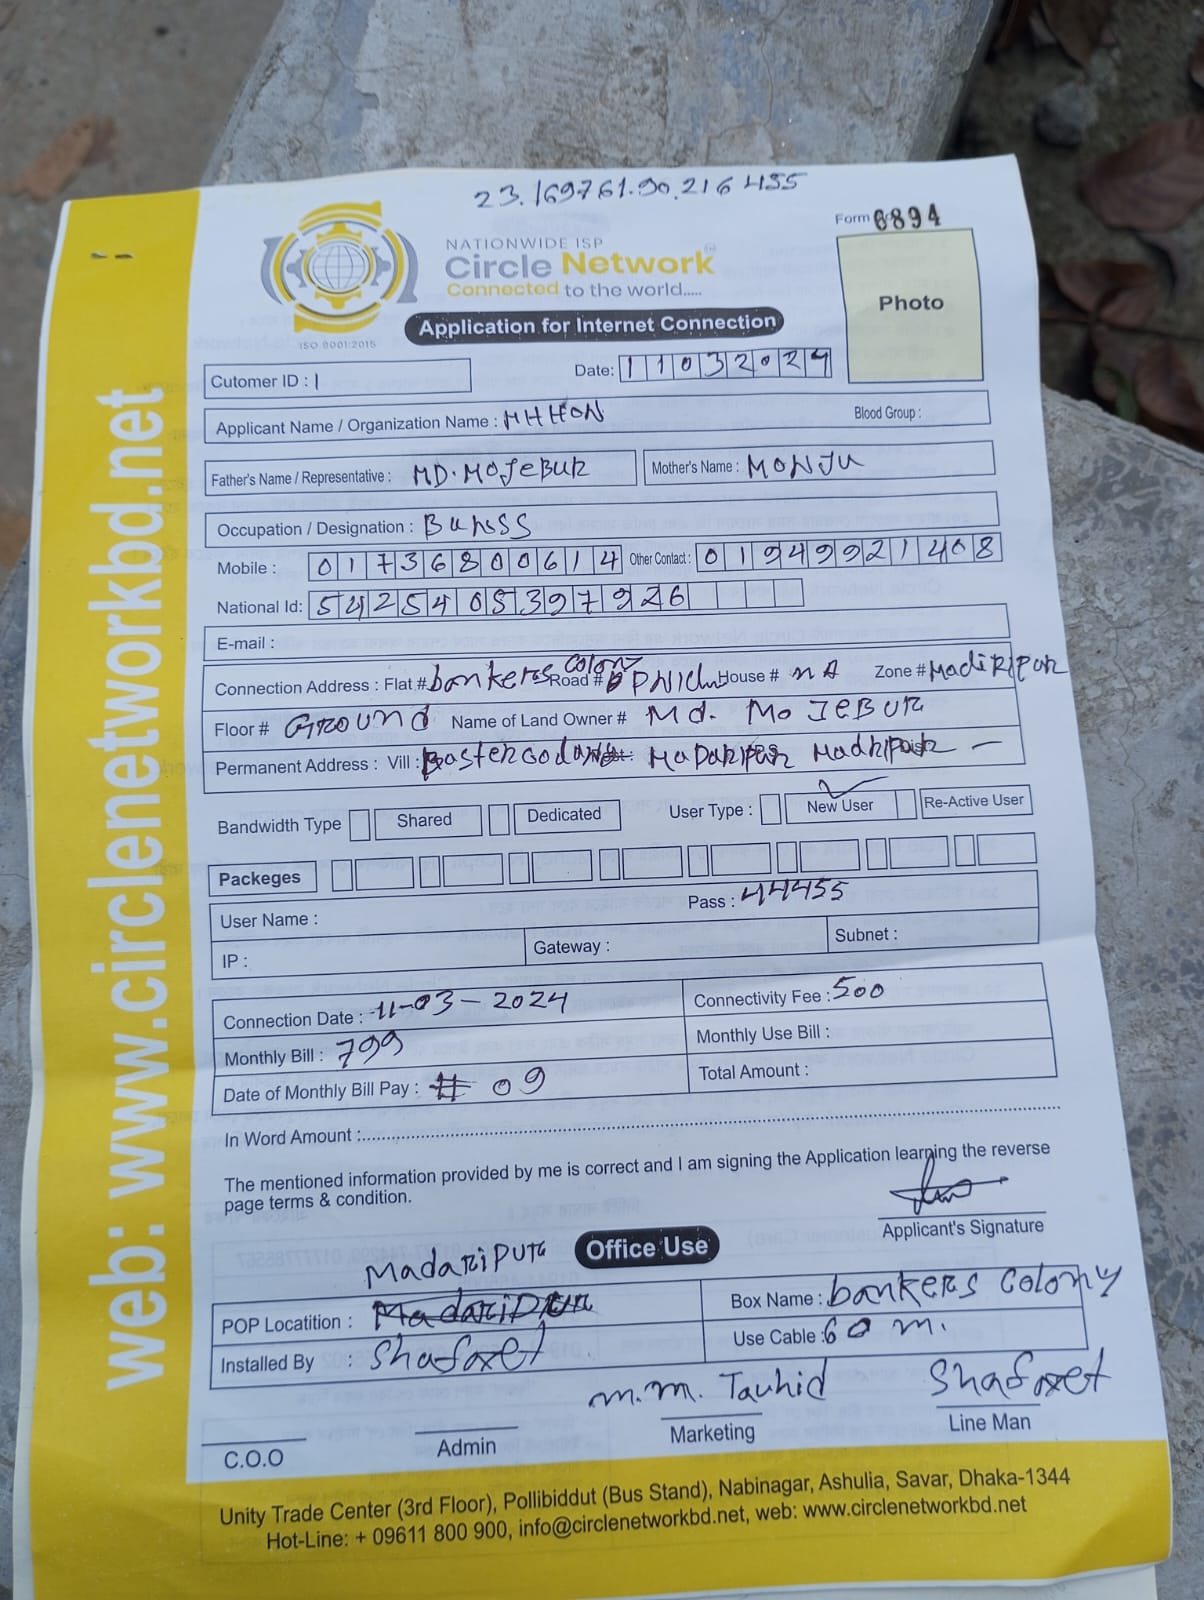 23.169761.90.216455
Form 6894
NATIONWIDE ISP
Circle Network
Connected to the world.....
ISO 9001:2015
Application for Internet Connection
Photo
Cutomer ID :
Date: 11032024
Applicant Name / Organization Name : MHHON
Blood Group :
Father's Name / Representative : MD. MOJEBUR
Mother's Name : MONJU
Occupation / Designation :
Mobile : 01736800614 Other Contact : 01949921408
National Id: 5425405397926
E-mail :
Connection Address : Flat # bankers colony Road # House # NA Zone # MadiRipur
Floor # GROUND Name of Land Owner # Md. MoJEBUR
Permanent Address : Vill : MaDaripur
Bandwidth Type Shared Dedicated User Type : New User Re-Active User
Packeges
User Name : Pass : 44455
IP : Gateway : Subnet :
Connection Date : 11-03-2024 Connectivity Fee : 500
Monthly Bill : 799 Monthly Use Bill :
Date of Monthly Bill Pay : 09 Total Amount :
In Word Amount :
The mentioned information provided by me is correct and I am signing the Application learning the reverse
page terms & condition.
Applicant's Signature
Office Use
MadariPur
POP Locatition : Box Name : bankers Colony
Installed By : Shafaet Use Cable : 60 m.
M.M. Tauhid Shafaet
C.O.O Admin Marketing Line Man
Unity Trade Center (3rd Floor), Pollibiddut (Bus Stand), Nabinagar, Ashulia, Savar, Dhaka-1344
Hot-Line: + 09611 800 900, info@circlenetworkbd.net, web: www.circlenetworkbd.net
web: www.circlenetworkbd.net